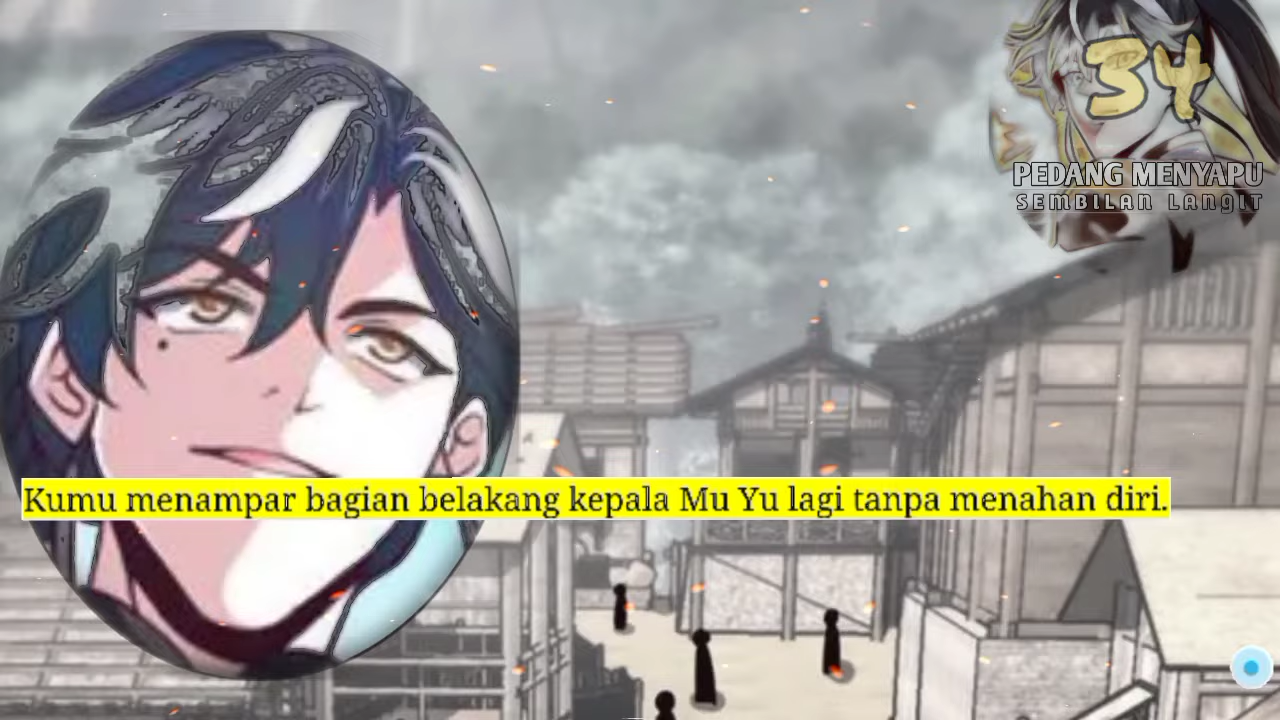 34
PEDANG MENYAPU
SEMBILAN LANGIT
Kumu menampar bagian belakang kepala Mu Yu lagi tanpa menahan diri.